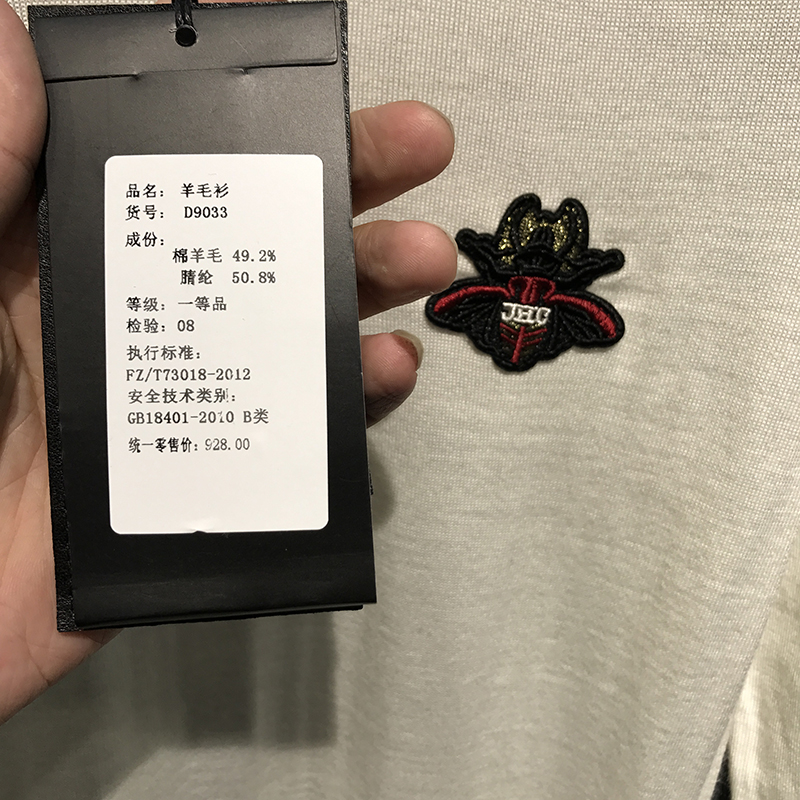 品名： 羊毛衫
货号： D9033
成份：
棉羊毛 49.2%
腈纶 50.8%
等级： 一等品
检验：08
执行标准：
FZ/T73018-2012
安全技术类别：
GB18401-2010 B类
统一零售价：928.00